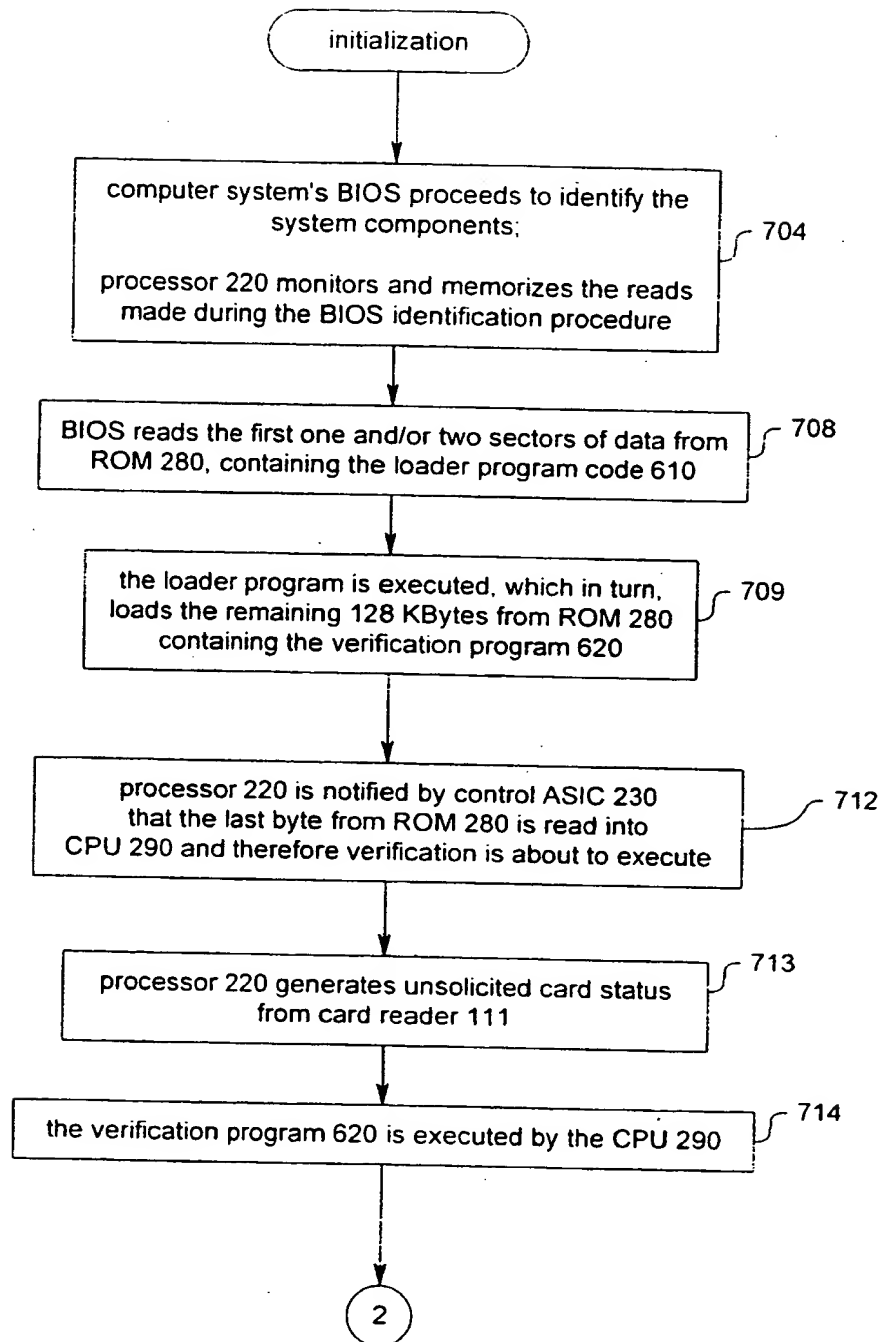 initialization
computer system's BIOS proceeds to identify the
system components;
processor 220 monitors and memorizes the reads
made during the BIOS identification procedure
704
BIOS reads the first one and/or two sectors of data from
ROM 280, containing the loader program code 610
708
the loader program is executed, which in turn,
loads the remaining 128 KBytes from ROM 280
containing the verification program 620
709
processor 220 is notified by control ASIC 230
that the last byte from ROM 280 is read into
CPU 290 and therefore verification is about to execute
712
processor 220 generates unsolicited card status
from card reader 111
713
the verification program 620 is executed by the CPU 290
714
2